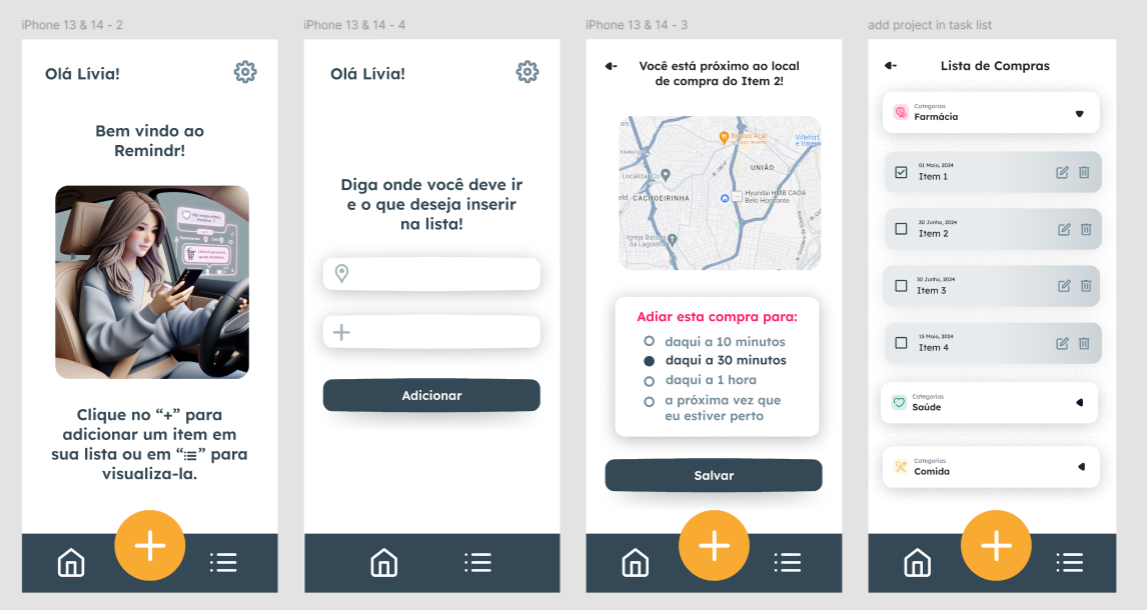 iPhone 13 & 14 - 2
Olá Lívia!
Bem vindo ao
Remindr!
Clique no “+” para
adicionar um item em
sua lista ou em “≔” para
visualiza-la.
iPhone 13 & 14 - 4
Olá Lívia!
Diga onde você deve ir
e o que deseja inserir
na lista!
Adicionar
iPhone 13 & 14 - 3
Você está próximo ao local
de compra do Item 2!
UNIÃO
Localiza Co
CACHOEIRINHA
Hyundai HMB CAOA
Belo Horizonte
Igreja Batista
da Lagoinha
Adiar esta compra para:
daqui a 10 minutos
daqui a 30 minutos
daqui a 1 hora
a próxima vez que
eu estiver perto
Salvar
add project in task list
Lista de Compras
Categorias
Farmácia
01 Maio, 2024
Item 1
30 Junho, 2024
Item 2
30 Junho, 2024
Item 3
15 Maio, 2024
Item 4
Categorias
Saúde
Categorias
Comida